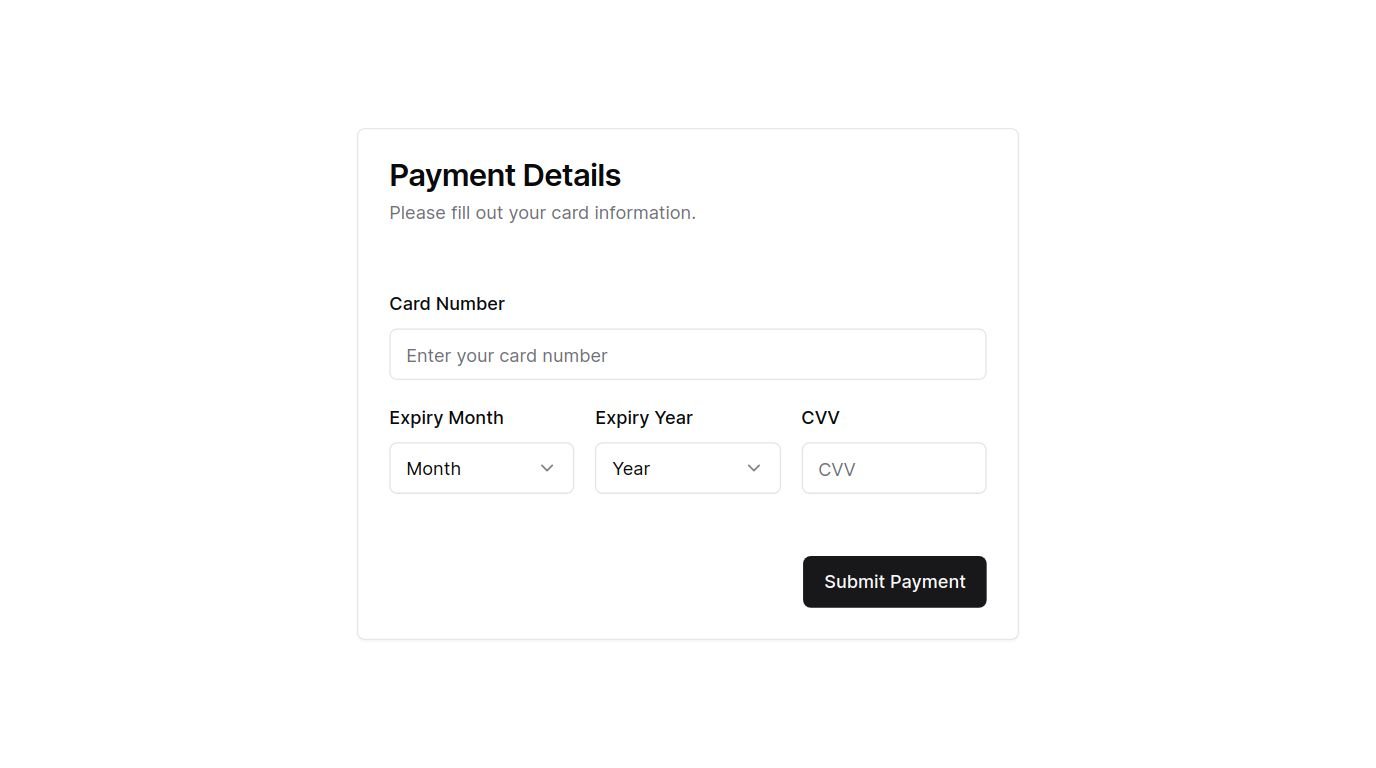 Payment Details
Please fill out your card information.
Card Number
Enter your card number
Expiry Month Expiry Year CVV
Month Year CVV
Submit Payment